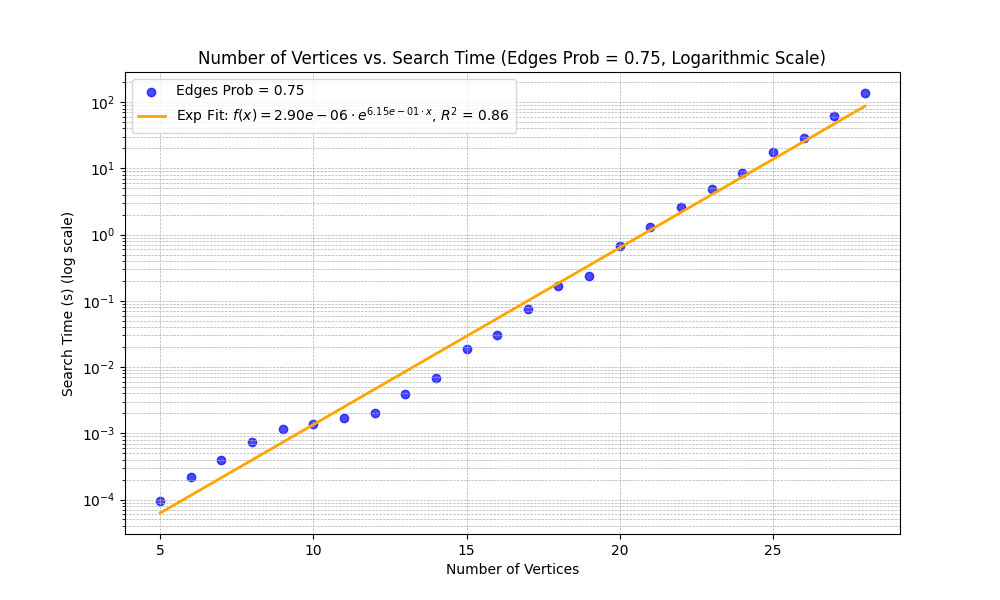 Number of Vertices vs. Search Time (Edges Prob = 0.75, Logarithmic Scale)
Edges Prob = 0.75
Exp Fit: f(x) = 2.90e − 06 · e^{6.15e−01·x}, R² = 0.86
Search Time (s) (log scale)
10²
10¹
10⁰
10⁻¹
10⁻²
10⁻³
10⁻⁴
5 10 15 20 25
Number of Vertices